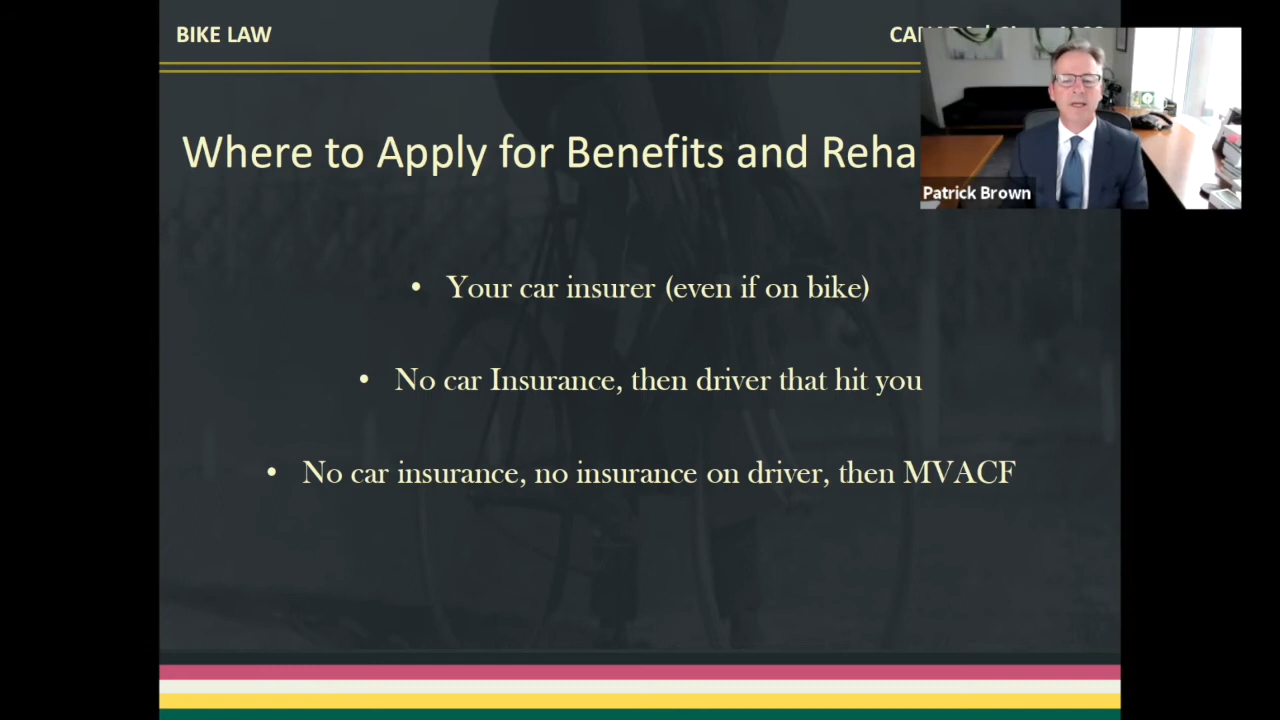 BIKE LAW
Where to Apply for Benefits and Reha
Patrick Brown
• Your car insurer (even if on bike)
• No car Insurance, then driver that hit you
• No car insurance, no insurance on driver, then MVACF